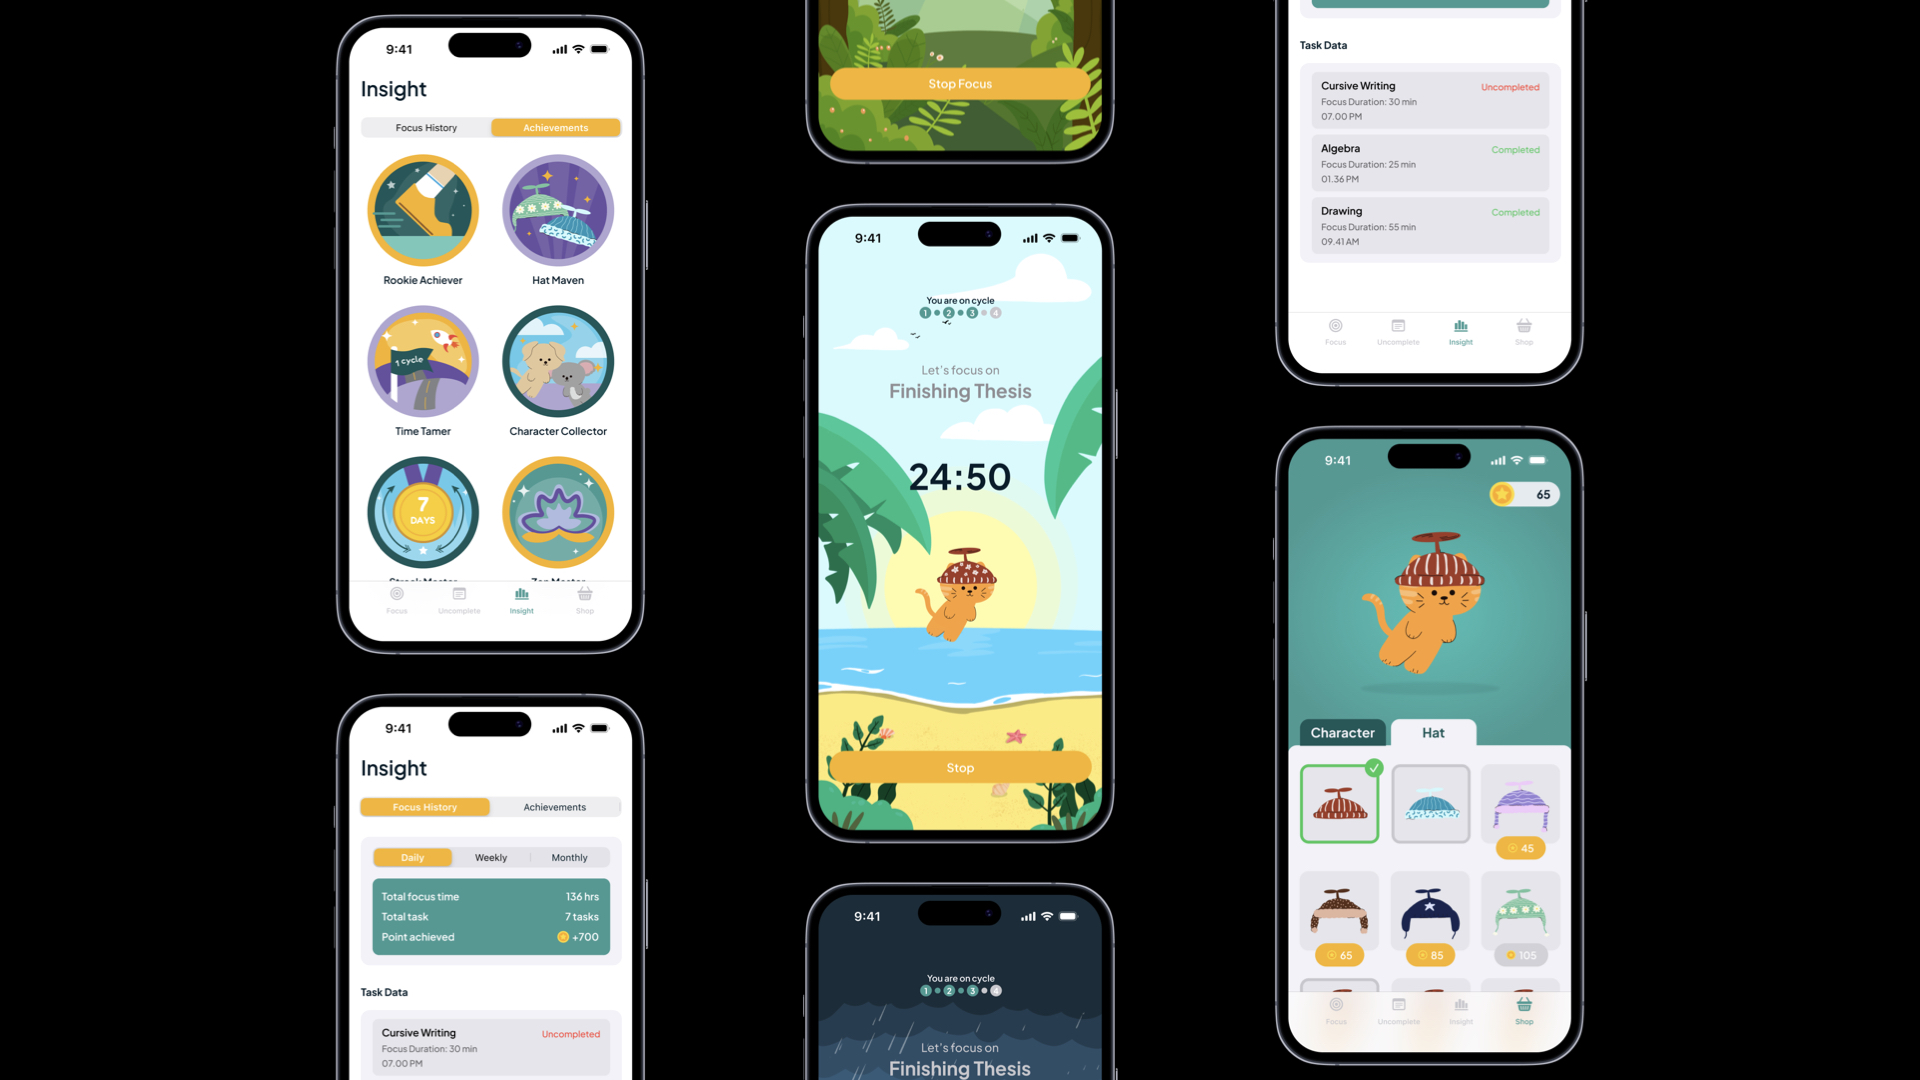 9:41
Insight
Focus History
Achievements
Rookie Achiever
Hat Maven
1 cycle
Time Tamer
Character Collector
7
DAYS
Focus
Uncomplete
Insight
Shop
9:41
Insight
Focus History
Achievements
Daily
Weekly
Monthly
Total focus time
136 hrs
Total task
7 tasks
Point achieved
+700
Task Data
Cursive Writing
Uncompleted
Focus Duration: 30 min
07.00 PM
Stop Focus
9:41
You are on cycle
1 2 3 4
Let's focus on
Finishing Thesis
24:50
Stop
9:41
You are on cycle
1 2 3 4
Let's focus on
Finishing Thesis
Task Data
Cursive Writing
Uncompleted
Focus Duration: 30 min
07.00 PM
Algebra
Completed
Focus Duration: 25 min
01.36 PM
Drawing
Completed
Focus Duration: 55 min
09.41 AM
Focus
Uncomplete
Insight
Shop
9:41
65
Character
Hat
45
65
85
105
Focus
Uncomplete
Insight
Shop